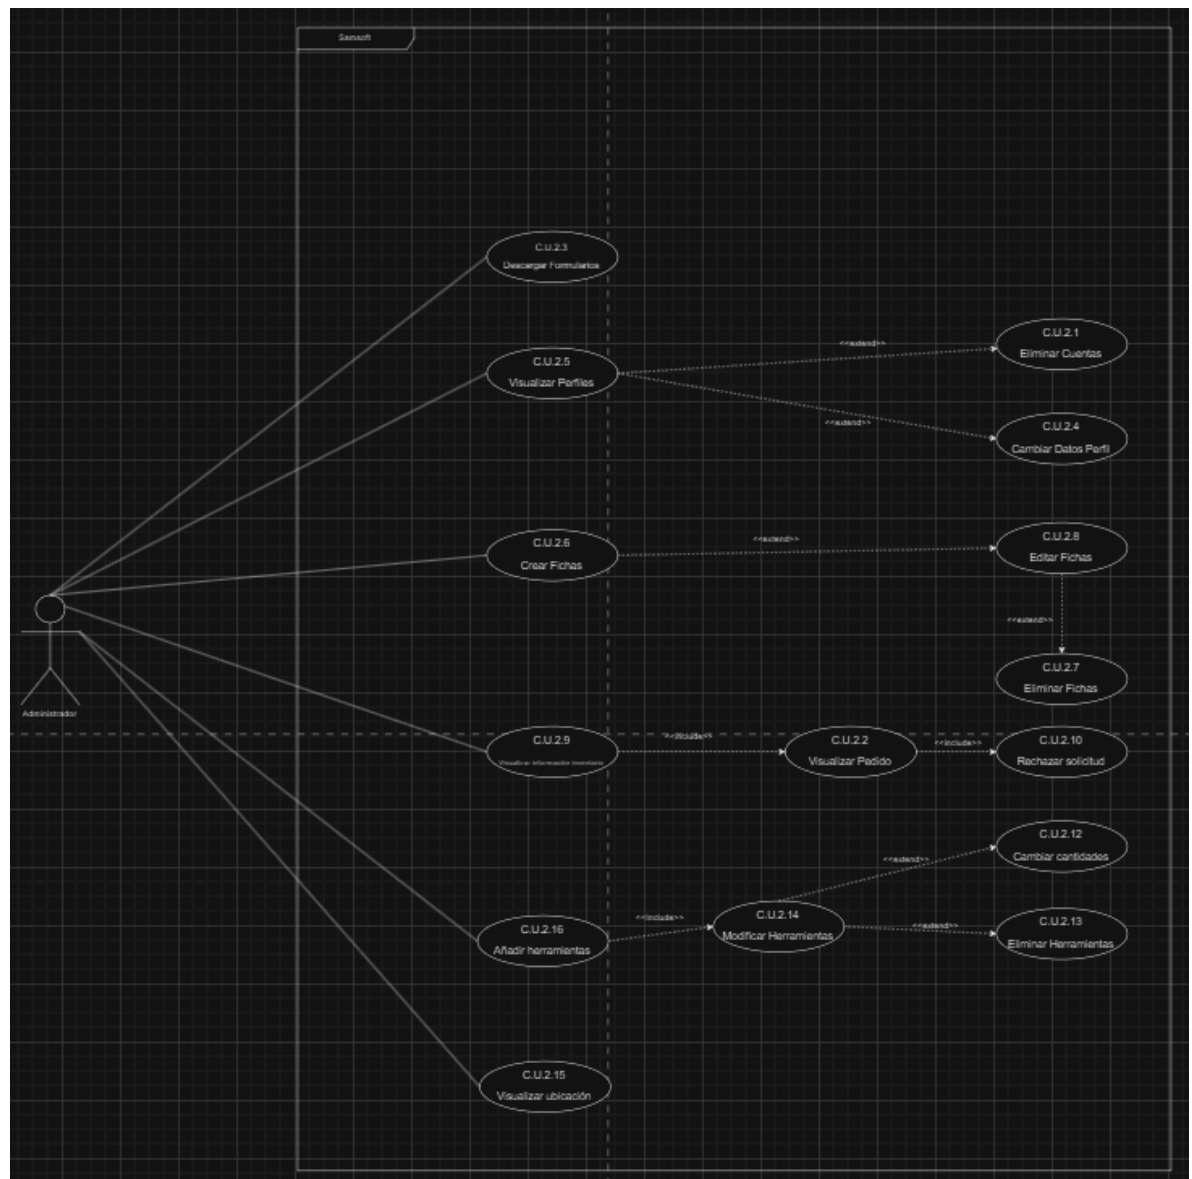 Samsoft
C.U.2.3
Descargar Formularios
C.U.2.5
Visualizar Perfiles
<<extend>>
C.U.2.1
Eliminar Cuentas
<<extend>>
C.U.2.4
Cambiar Datos Perfil
C.U.2.6
Crear Fichas
<<extend>>
C.U.2.8
Editar Fichas
<<extend>>
C.U.2.7
Eliminar Fichas
Administrador
C.U.2.9
Visualizar información inventario
<<include>>
C.U.2.2
Visualizar Pedido
<<include>>
C.U.2.10
Rechazar solicitud
C.U.2.12
Cambiar cantidades
<<extend>>
C.U.2.16
Añadir herramientas
<<include>>
C.U.2.14
Modificar Herramientas
<<extend>>
C.U.2.13
Eliminar Herramientas
C.U.2.15
Visualizar ubicación